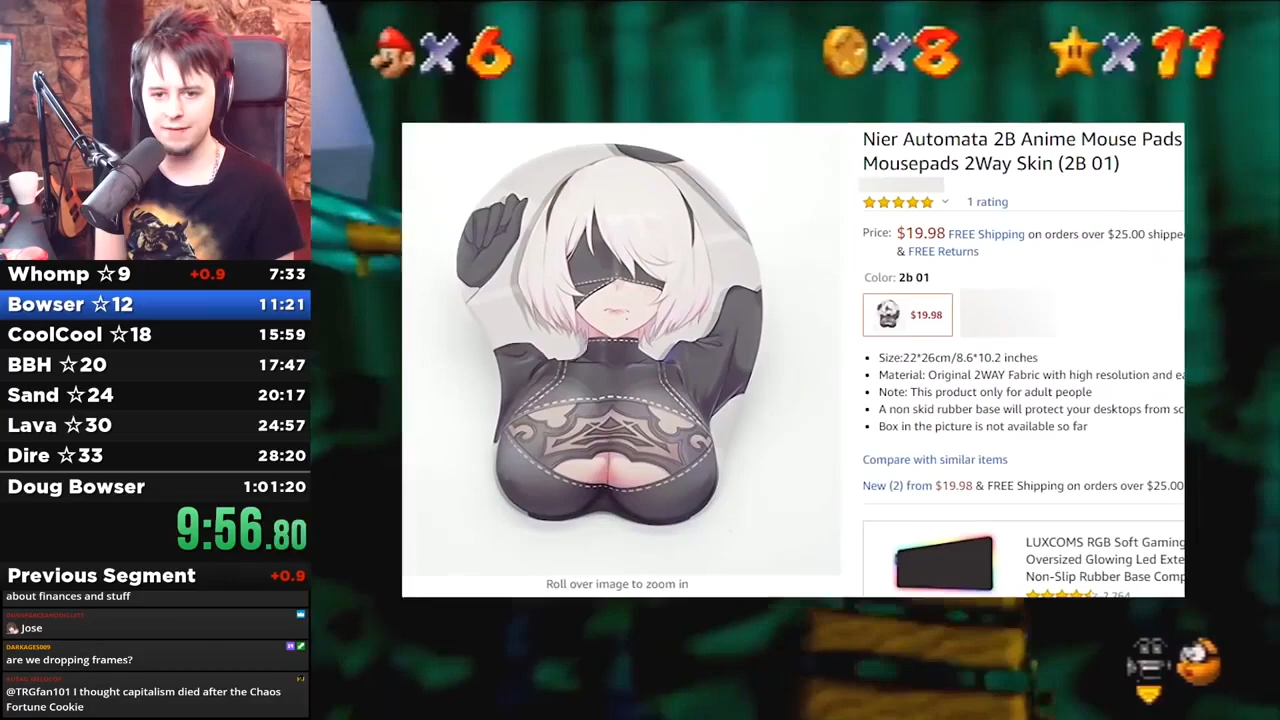 x6
x8
x11
Whomp ☆9 +0.9 7:33
Bowser ☆12 11:21
CoolCool ☆18 15:59
BBH ☆20 17:47
Sand ☆24 20:17
Lava ☆30 24:57
Dire ☆33 28:20
Doug Bowser 1:01:20
9:56.80
Previous Segment +0.9
about finances and stuff
Jose
DARKAGES009
are we dropping frames?
@TRGfan101 I thought capitalism died after the Chaos
Fortune Cookie
Nier Automata 2B Anime Mouse Pads
Mousepads 2Way Skin (2B 01)
1 rating
Price: $19.98 FREE Shipping on orders over $25.00 shippe
& FREE Returns
Color: 2b 01
$19.98
Size:22*26cm/8.6*10.2 inches
Material: Original 2WAY Fabric with high resolution and ea
Note: This product only for adult people
A non skid rubber base will protect your desktops from sc
Box in the picture is not available so far
Compare with similar items
New (2) from $19.98 & FREE Shipping on orders over $25.00
LUXCOMS RGB Soft Gaming
Oversized Glowing Led Exte
Non-Slip Rubber Base Comp
2,264
Roll over image to zoom in